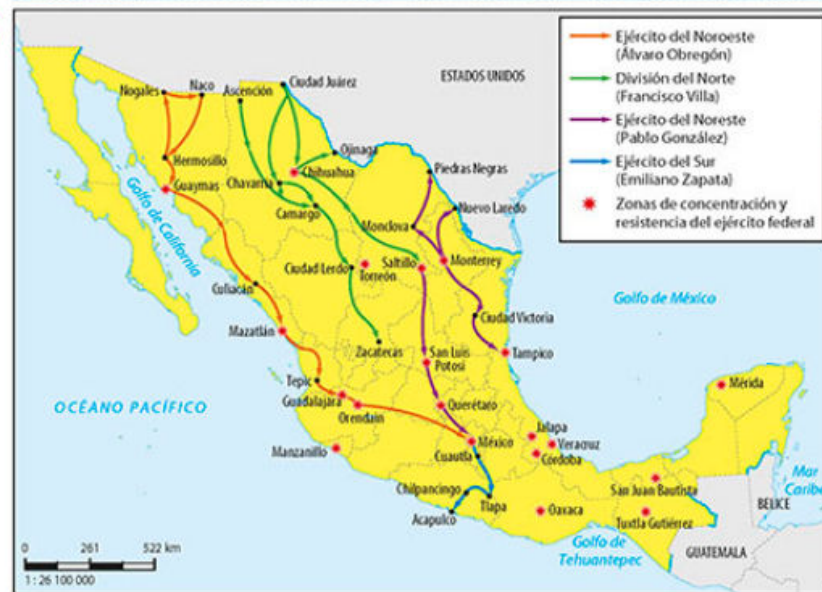 Ejército del Noroeste
(Álvaro Obregón)
División del Norte
(Francisco Villa)
Ejército del Noreste
(Pablo González)
Ejército del Sur
(Emiliano Zapata)
Zonas de concentración y
resistencia del ejército federal
ESTADOS UNIDOS
Nogales
Naco
Ascención
Ciudad Juárez
Hermosillo
Guaymas
Golfo de California
Chihuahua
Ojinaga
Chavarría
Camargo
Piedras Negras
Nuevo Laredo
Monclova
Monterrey
Saltillo
Ciudad Lerdo
Torreón
Culiacán
Mazatlán
Zacatecas
Ciudad Victoria
Tampico
San Luis
Potosí
Golfo de México
Tepic
Guadalajara
Orendain
Querétaro
OCÉANO PACÍFICO
Manzanillo
México
Cuautla
Jalapa
Veracruz
Córdoba
Mérida
Chilpancingo
Acapulco
Tlapa
Oaxaca
San Juan Bautista
Tuxtla Gutiérrez
Golfo de
Tehuantepec
Mar
Caribe
BELICE
GUATEMALA
0 261 522 km
1 : 26 100 000